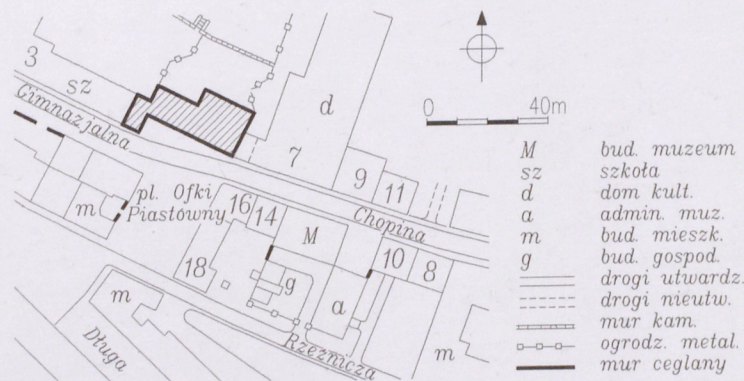 3
sz
Gimnazjalna
d
7
9
11
Chopina
pl. Ofki
Piastówny
m
16
14
M
18
g
a
10
8
m
m
Rzeźnicza
Długa
0 40m
M bud. muzeum
sz szkoła
d dom kult.
a admin. muz.
m bud. mieszk.
g bud. gospod.
drogi utwardz.
drogi nieutw.
mur kam.
ogrodz. metal.
mur ceglany